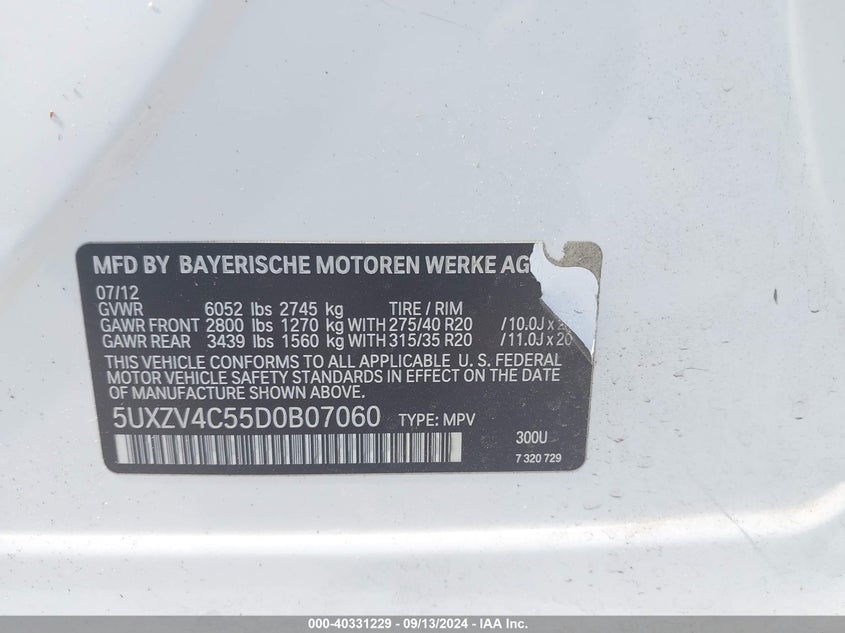 MFD BY BAYERISCHE MOTOREN WERKE AG
07/12
GVWR 6052 lbs 2745 kg TIRE / RIM
GAWR FRONT 2800 lbs 1270 kg WITH 275/40 R20 /10.0J x
GAWR REAR 3439 lbs 1560 kg WITH 315/35 R20 /11.0J x 20
THIS VEHICLE CONFORMS TO ALL APPLICABLE U. S. FEDERAL
MOTOR VEHICLE SAFETY STANDARDS IN EFFECT ON THE DATE
OF MANUFACTURE SHOWN ABOVE.
5UXZV4C55D0B07060 TYPE: MPV
300U
7 320 729
000-40331229 - 09/13/2024 - IAA Inc.